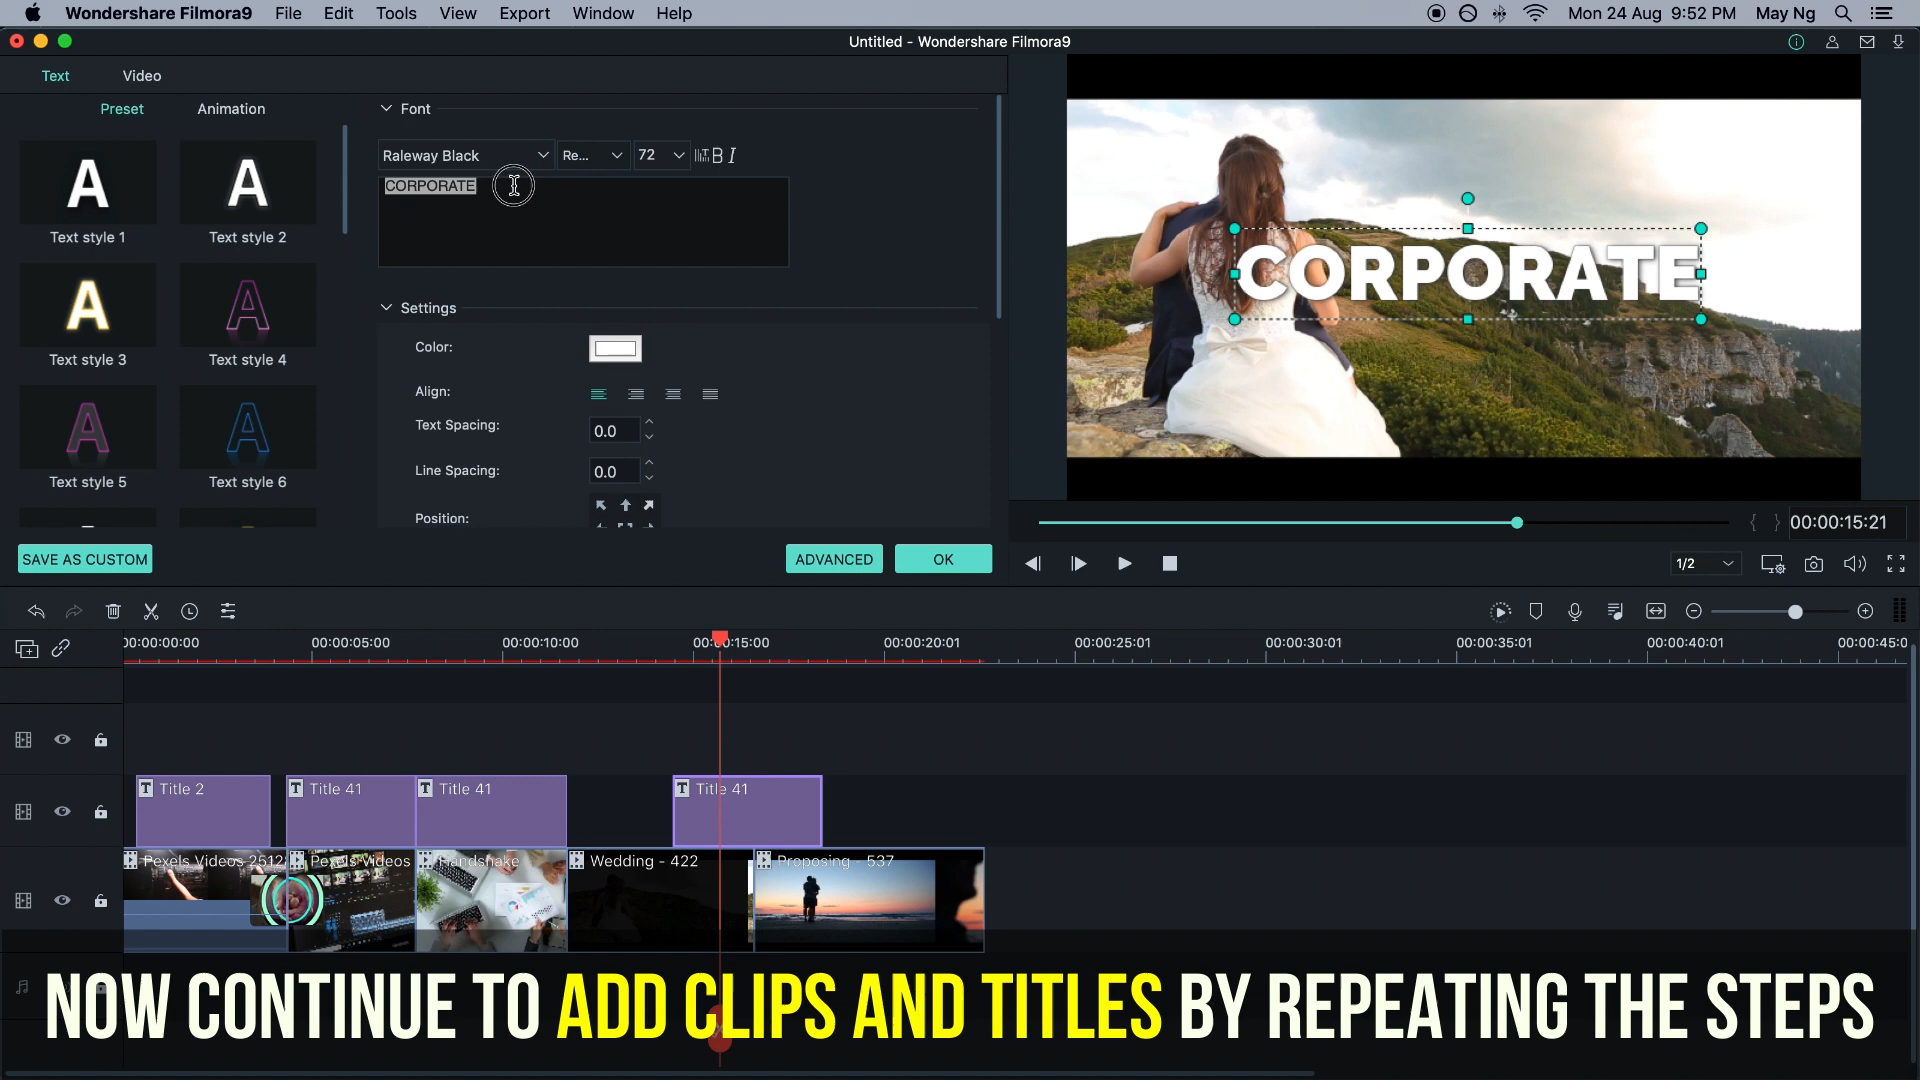 Wondershare Filmora9 File Edit Tools View Export Window Help Mon 24 Aug 9:52 PM May Ng
Untitled - Wondershare Filmora9
Text Video
Preset Animation
Font
Raleway Black Re... 72 B I
CORPORATE
A A
Text style 1 Text style 2
A A
Text style 3 Text style 4
A A
Text style 5 Text style 6
Settings
Color:
Align:
Text Spacing: 0.0
Line Spacing: 0.0
Position:
SAVE AS CUSTOM ADVANCED OK
CORPORATE
00:00:15:21
1/2
00:00:00:00 00:00:05:00 00:00:10:00 00:00:15:00 00:00:20:01 00:00:25:01 00:00:30:01 00:00:35:01 00:00:40:01 00:00:45:0
T Title 2 T Title 41 T Title 41 T Title 41
Pexels Videos 2512 Pexels Videos Handshake Wedding - 422 Proposing - 537
NOW CONTINUE TO ADD CLIPS AND TITLES BY REPEATING THE STEPS